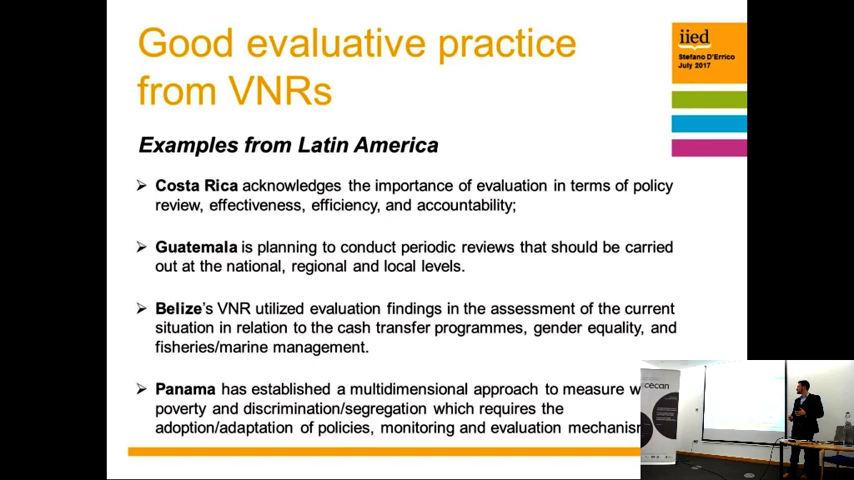 Good evaluative practice
from VNRs
iied
Stefano D'Errico
July 2017
Examples from Latin America
➢ Costa Rica acknowledges the importance of evaluation in terms of policy
review, effectiveness, efficiency, and accountability;
➢ Guatemala is planning to conduct periodic reviews that should be carried
out at the national, regional and local levels.
➢ Belize's VNR utilized evaluation findings in the assessment of the current
situation in relation to the cash transfer programmes, gender equality, and
fisheries/marine management.
➢ Panama has established a multidimensional approach to measure
poverty and discrimination/segregation which requires the
adoption/adaptation of policies, monitoring and evaluation
cecan